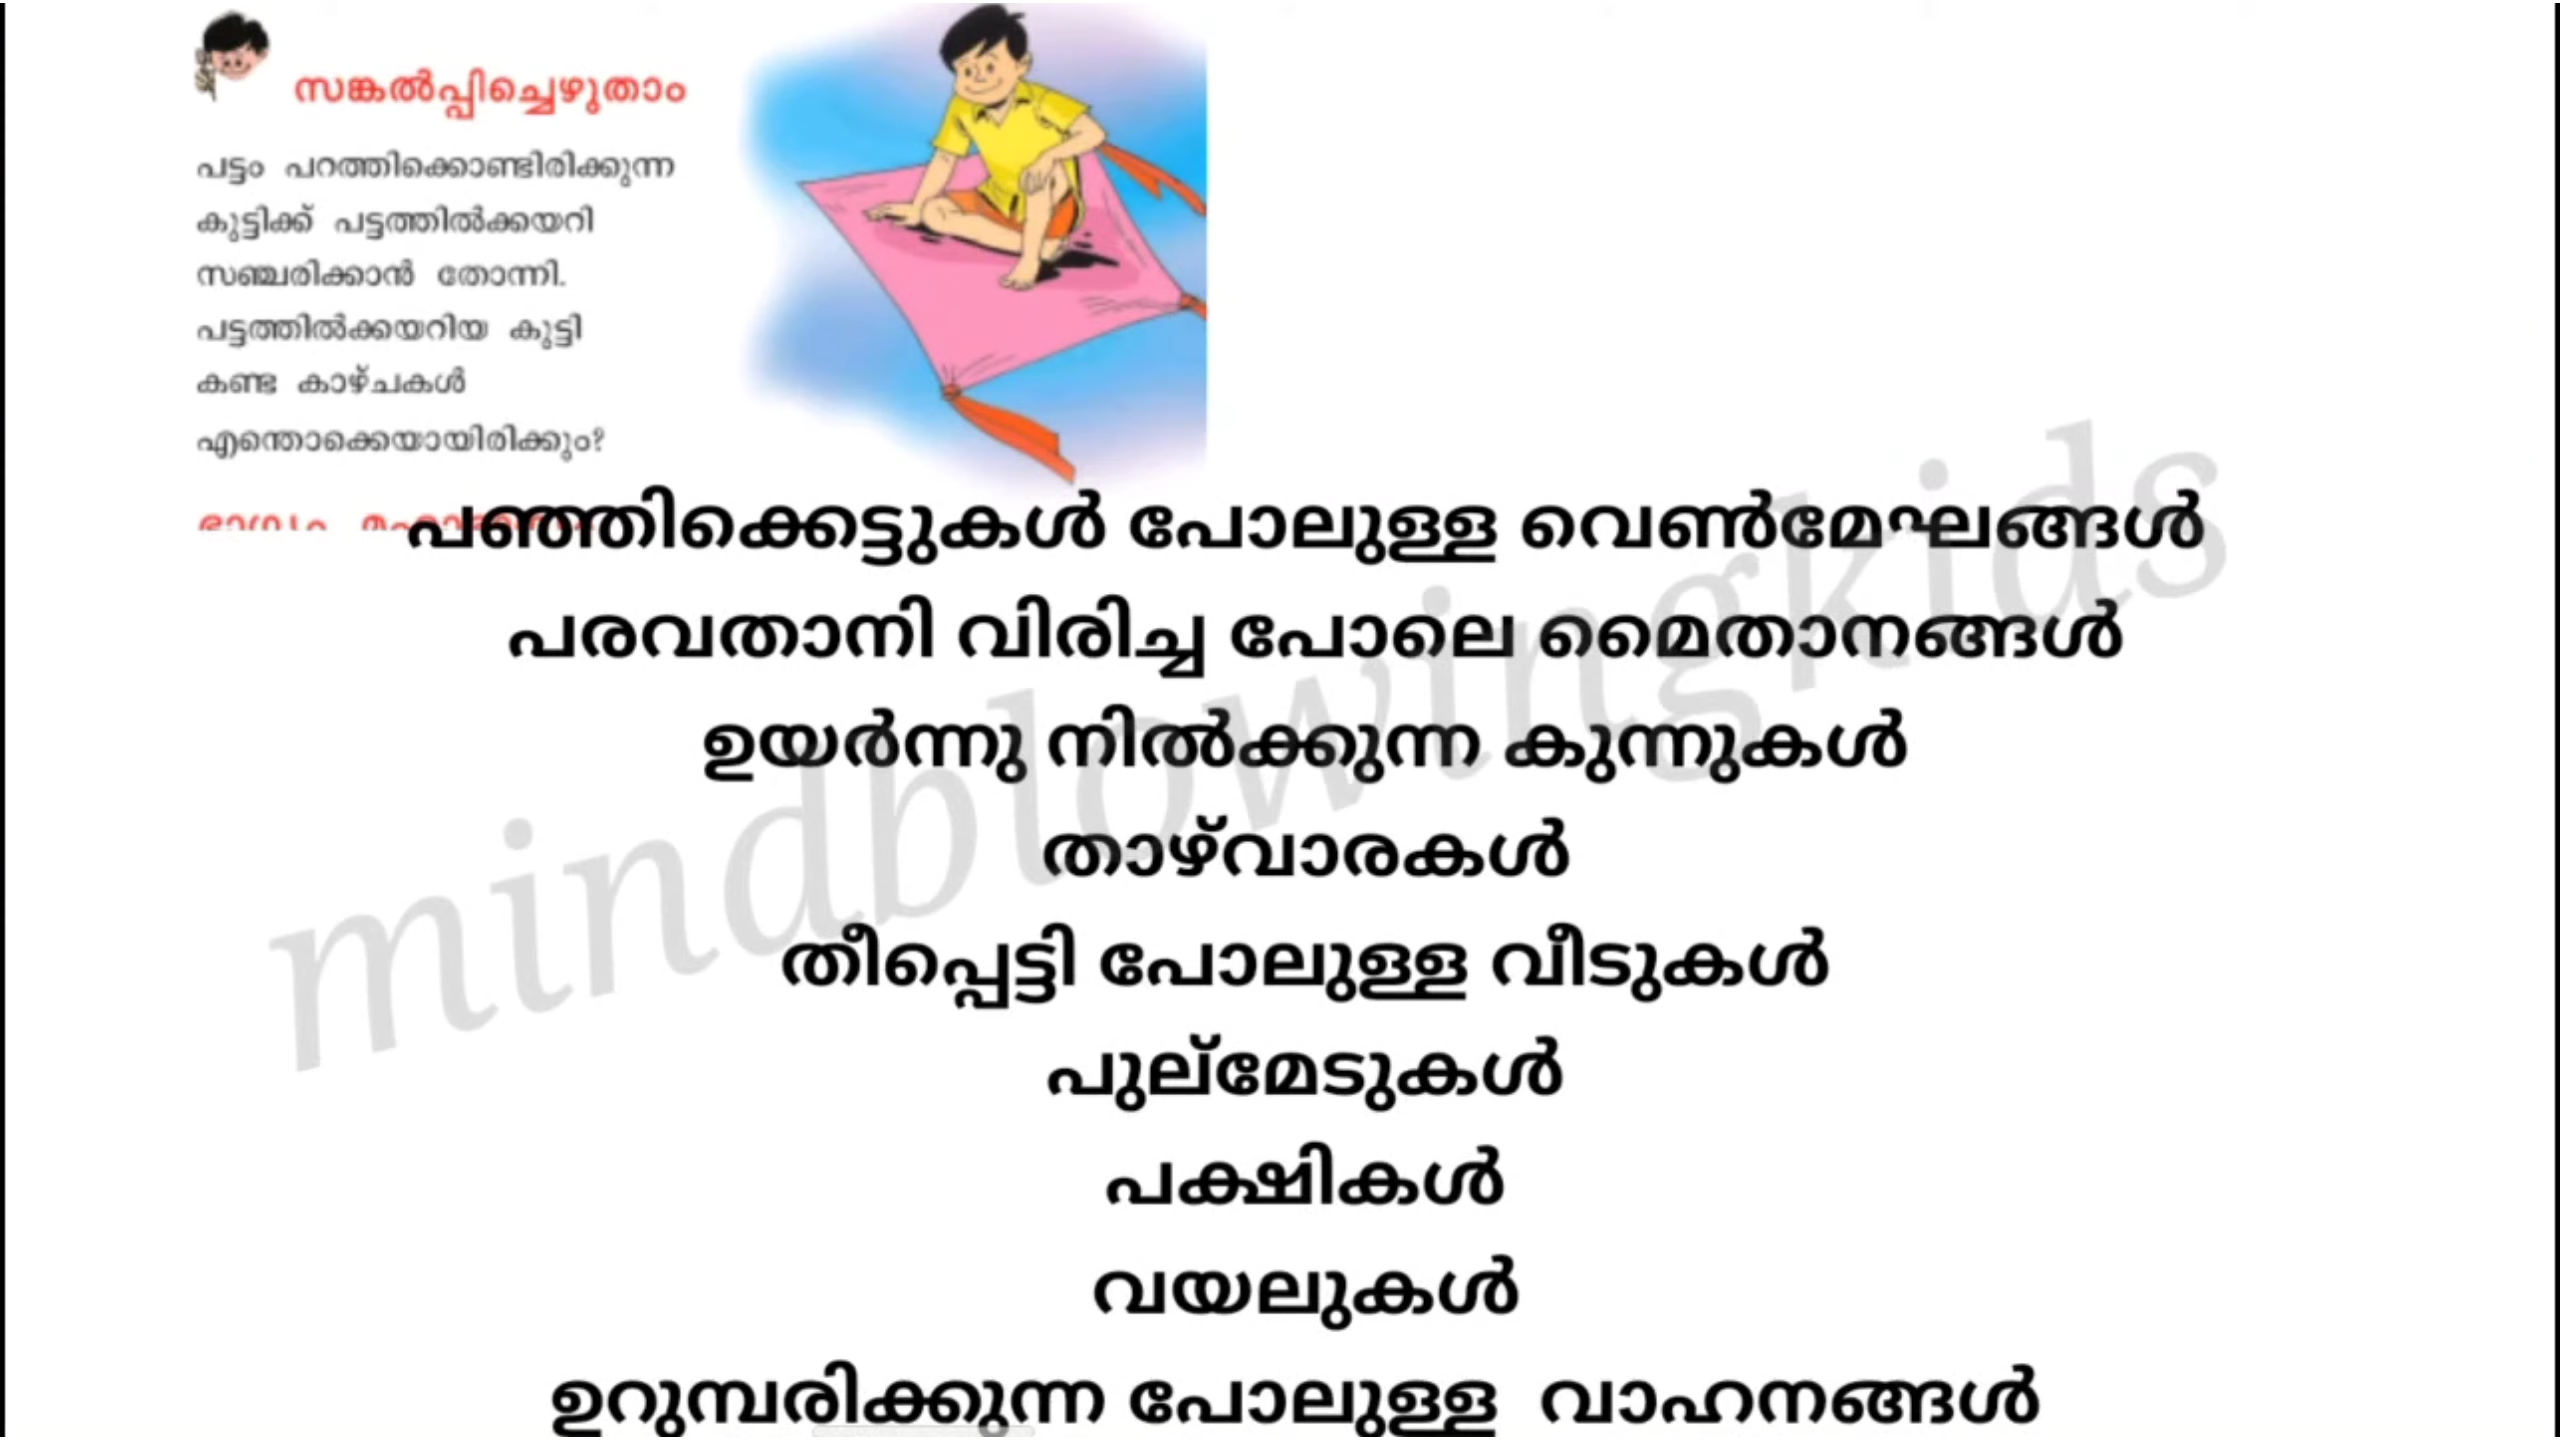 സങ്കൽപ്പിച്ചെഴുതാം
പട്ടം പറത്തിക്കൊണ്ടിരിക്കുന്ന
കുട്ടിക്ക് പട്ടത്തിൽക്കയറി
സഞ്ചരിക്കാൻ തോന്നി.
പട്ടത്തിൽക്കയറിയ കുട്ടി
കണ്ട കാഴ്ചകൾ
എന്തൊക്കെയായിരിക്കും?
പഞ്ഞിക്കെട്ടുകൾ പോലുള്ള വെൺമേഘങ്ങൾ
പരവതാനി വിരിച്ച പോലെ മൈതാനങ്ങൾ
ഉയർന്നു നിൽക്കുന്ന കുന്നുകൾ
താഴ്വാരകൾ
തീപ്പെട്ടി പോലുള്ള വീടുകൾ
പുല്മേടുകൾ
പക്ഷികൾ
വയലുകൾ
ഉറുമ്പരിക്കുന്ന പോലുള്ള വാഹനങ്ങൾ
mindblowingkids